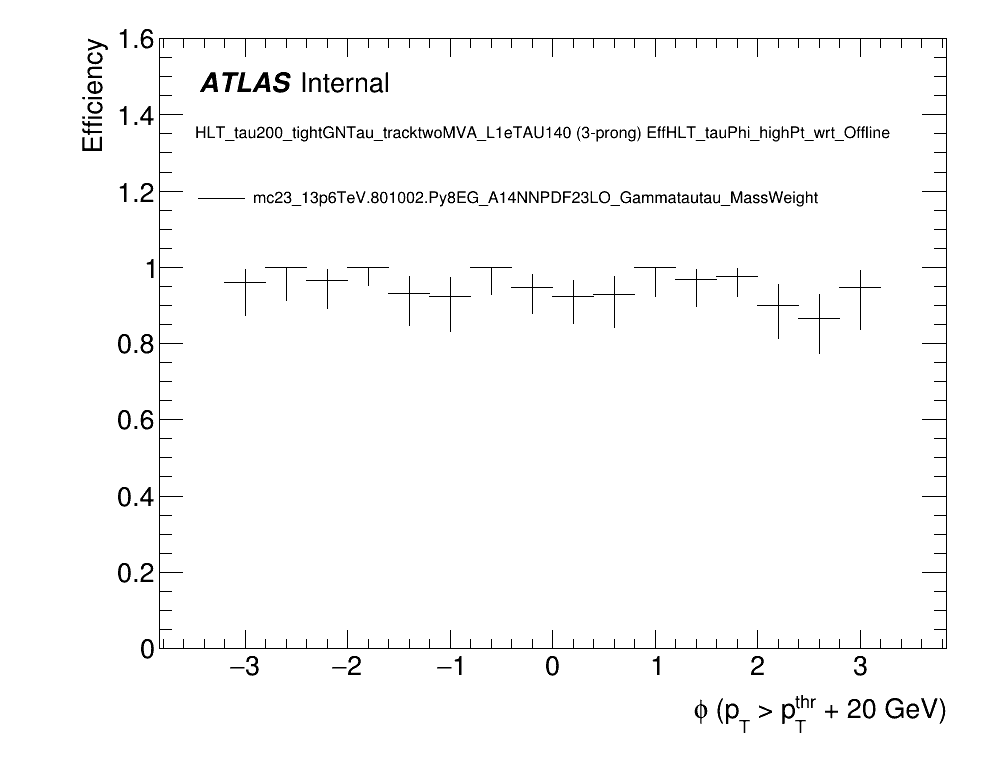 Efficiency
1.6
1.4
1.2
1
0.8
0.6
0.4
0.2
0
ATLAS Internal
HLT_tau200_tightGNTau_tracktwoMVA_L1eTAU140 (3-prong) EffHLT_tauPhi_highPt_wrt_Offline
mc23_13p6TeV.801002.Py8EG_A14NNPDF23LO_Gammatautau_MassWeight
−3 −2 −1 0 1 2 3
ϕ (p_T > p_T^thr + 20 GeV)